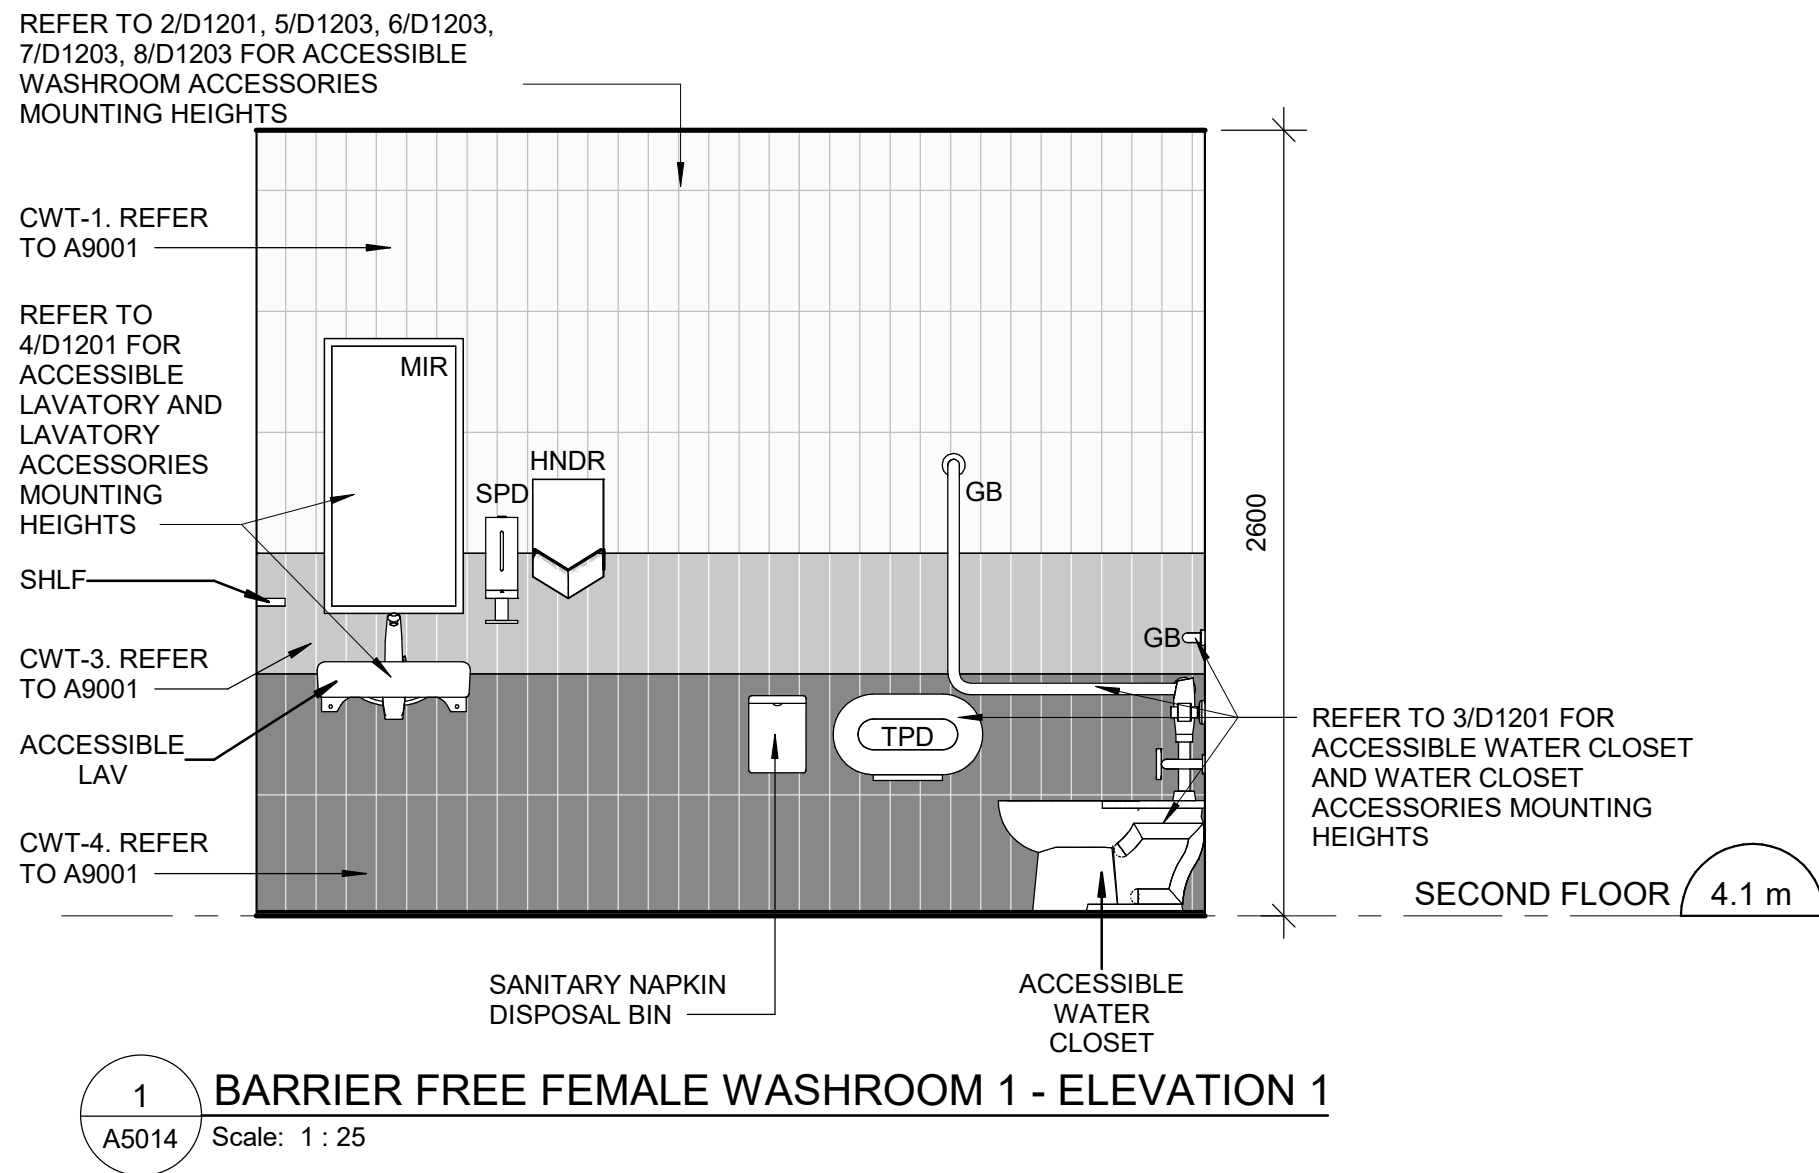 REFER TO 2/D1201, 5/D1203, 6/D1203,
7/D1203, 8/D1203 FOR ACCESSIBLE
WASHROOM ACCESSORIES
MOUNTING HEIGHTS
CWT-1. REFER
TO A9001
REFER TO
4/D1201 FOR
ACCESSIBLE
LAVATORY AND
LAVATORY
ACCESSORIES
MOUNTING
HEIGHTS
SHLF
CWT-3. REFER
TO A9001
ACCESSIBLE
LAV
CWT-4. REFER
TO A9001
MIR
SPD
HNDR
GB
GB
TPD
2600
REFER TO 3/D1201 FOR
ACCESSIBLE WATER CLOSET
AND WATER CLOSET
ACCESSORIES MOUNTING
HEIGHTS
SECOND FLOOR
4.1 m
SANITARY NAPKIN
DISPOSAL BIN
ACCESSIBLE
WATER
CLOSET
1
A5014
BARRIER FREE FEMALE WASHROOM 1 - ELEVATION 1
Scale: 1 : 25